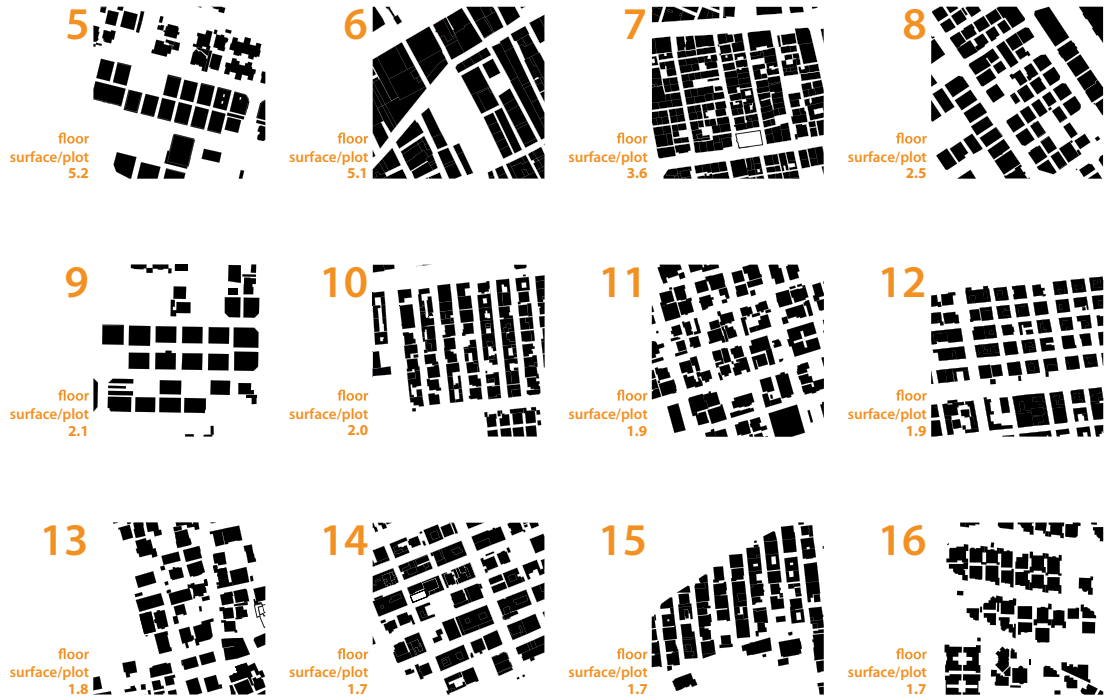 5
floor
surface/plot
5.2
6
floor
surface/plot
5.1
7
floor
surface/plot
3.6
8
floor
surface/plot
2.5
9
floor
surface/plot
2.1
10
floor
surface/plot
2.0
11
floor
surface/plot
1.9
12
floor
surface/plot
1.9
13
floor
surface/plot
1.8
14
floor
surface/plot
1.7
15
floor
surface/plot
1.7
16
floor
surface/plot
1.7